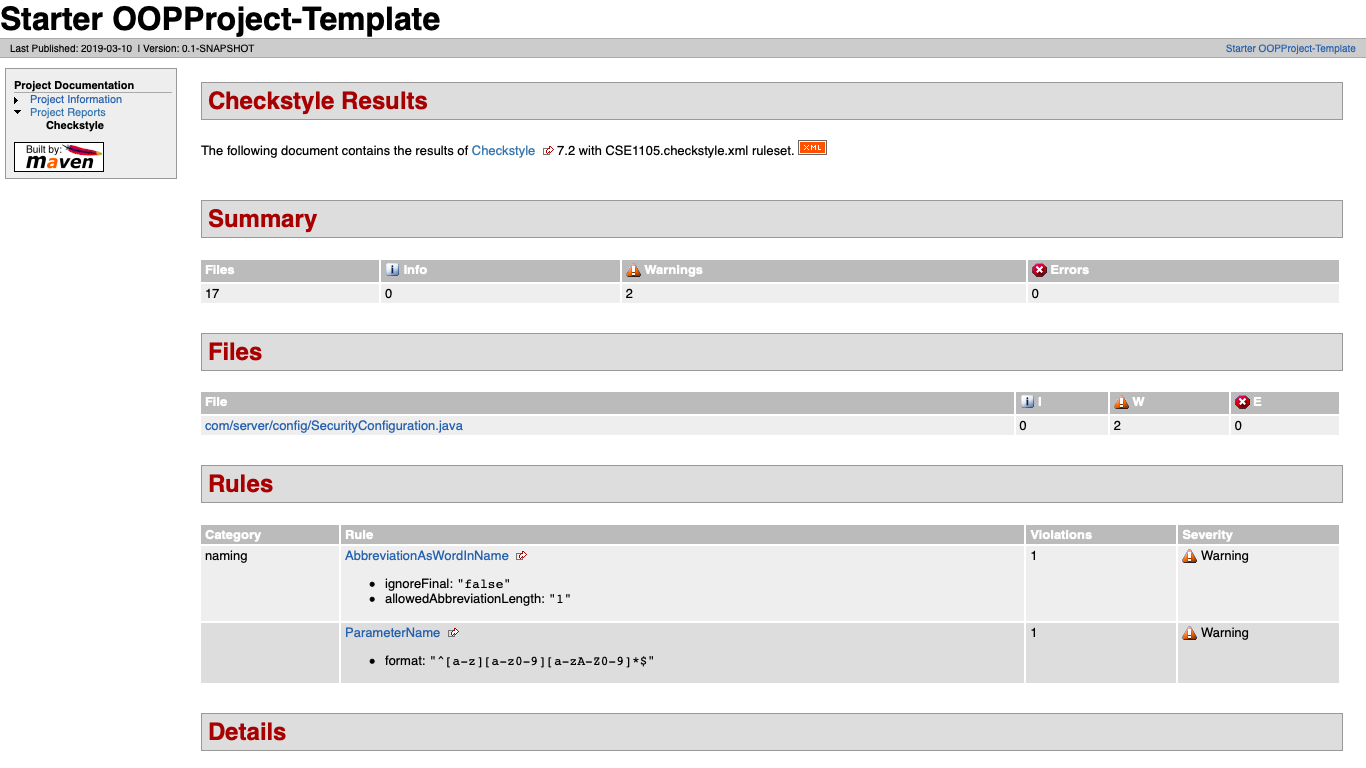 Starter OOPProject-Template
Last Published: 2019-03-10 | Version: 0.1-SNAPSHOT
Starter OOPProject-Template
Project Documentation
Project Information
Project Reports
Checkstyle
Built by:
maven
Checkstyle Results
The following document contains the results of Checkstyle 7.2 with CSE1105.checkstyle.xml ruleset. XML
Summary
Files Info Warnings Errors
17 0 2 0
Files
File I W E
com/server/config/SecurityConfiguration.java 0 2 0
Rules
Category Rule Violations Severity
naming AbbreviationAsWordInName 1 Warning
• ignoreFinal: "false"
• allowedAbbreviationLength: "1"
ParameterName 1 Warning
• format: "^[a-z][a-z0-9][a-zA-Z0-9]*$"
Details